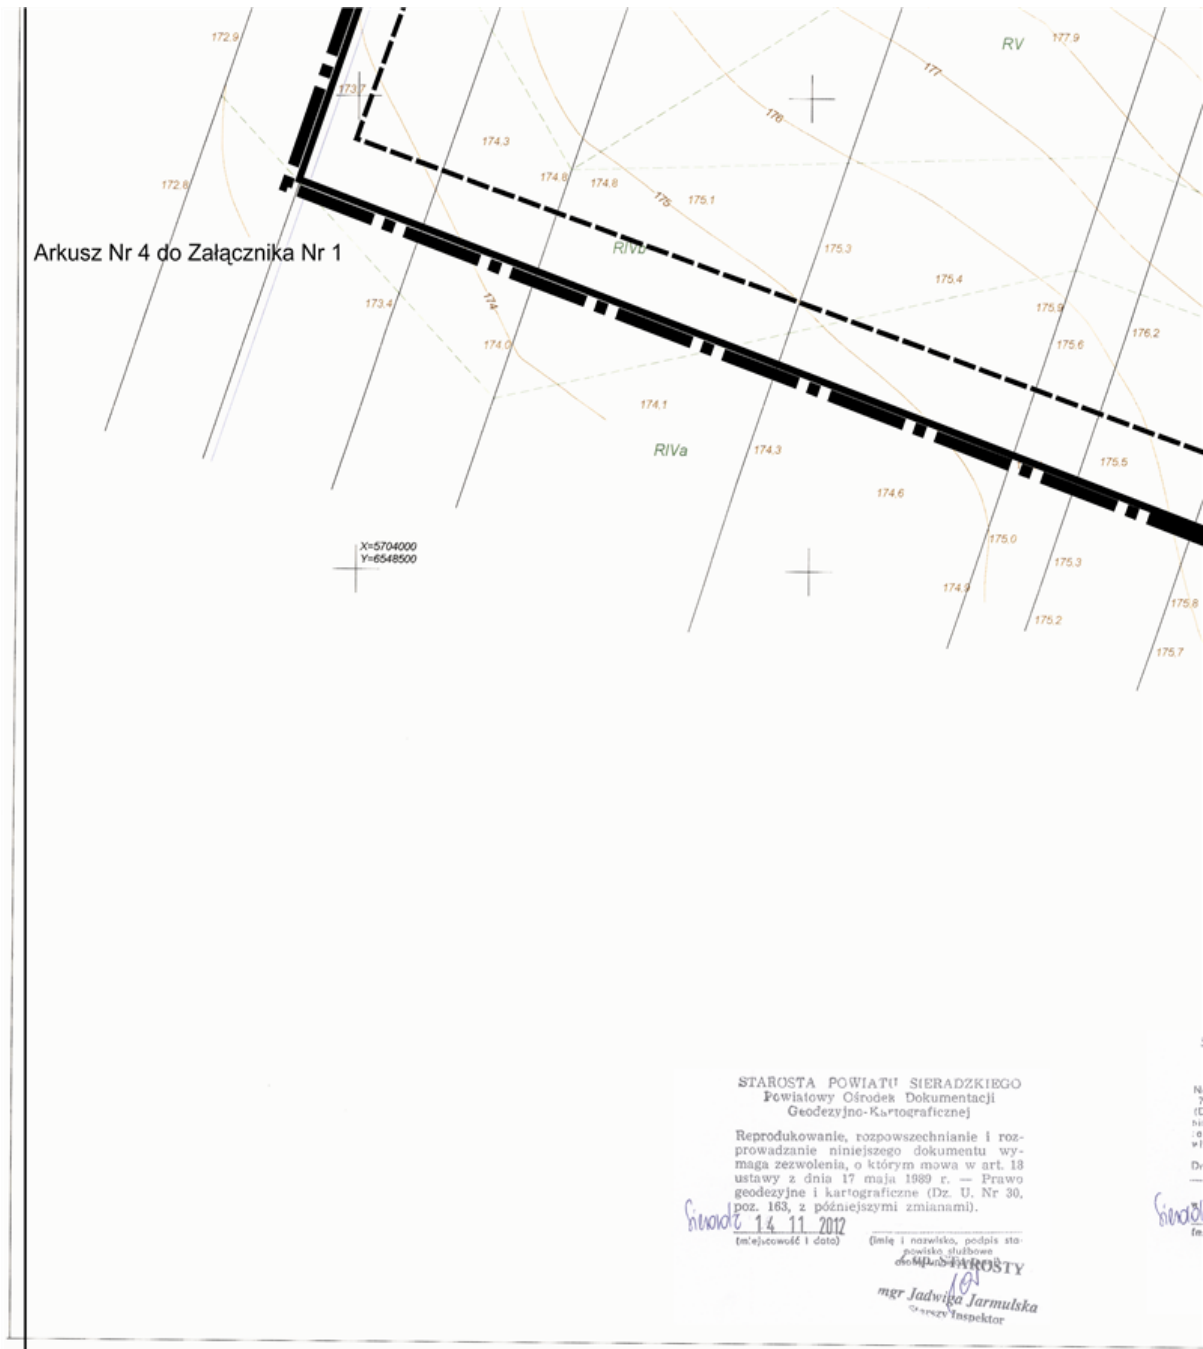 172.9
RV
177.9
177
173.7
176
174.3
174.8
174.8
172.8
175
175.1
RIVb
175.3
Arkusz Nr 4 do Załącznika Nr 1
175.4
173.4
174
175.9
176.2
174.0
175.6
174.1
RIVa
174.3
175.5
174.6
175.0
X=5704000
Y=6548500
175.3
174.9
175.8
175.2
175.7
STAROSTA POWIATU SIERADZKIEGO
Powiatowy Ośrodek Dokumentacji
Geodezyjno-Kartograficznej
Reprodukowanie, rozpowszechnianie i roz-
prowadzanie niniejszego dokumentu wy-
maga zezwolenia, o którym mowa w art. 18
ustawy z dnia 17 maja 1989 r. — Prawo
geodezyjne i kartograficzne (Dz. U. Nr 30,
poz. 163, z późniejszymi zmianami).
Sieradz 14 11 2012
(miejscowość i data)
(imię i nazwisko, podpis sta-
nowisko służbowe
z up. STAROSTY
mgr Jadwiga Jarmulska
Starszy Inspektor
Sieradz